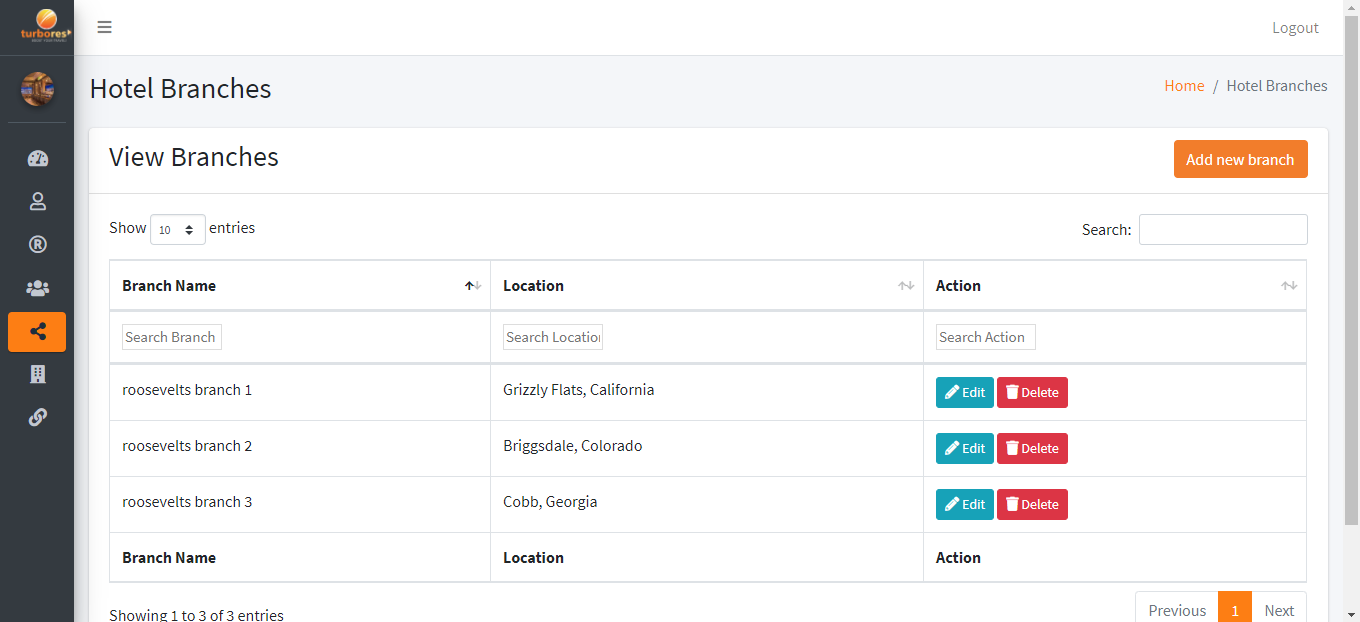 turbores
Logout
Hotel Branches
Home / Hotel Branches
View Branches
Add new branch
Show 10 entries
Search:
Branch Name Location Action
Search Branch Search Location Search Action
roosevelts branch 1 Grizzly Flats, California Edit Delete
roosevelts branch 2 Briggsdale, Colorado Edit Delete
roosevelts branch 3 Cobb, Georgia Edit Delete
Branch Name Location Action
Showing 1 to 3 of 3 entries
Previous 1 Next